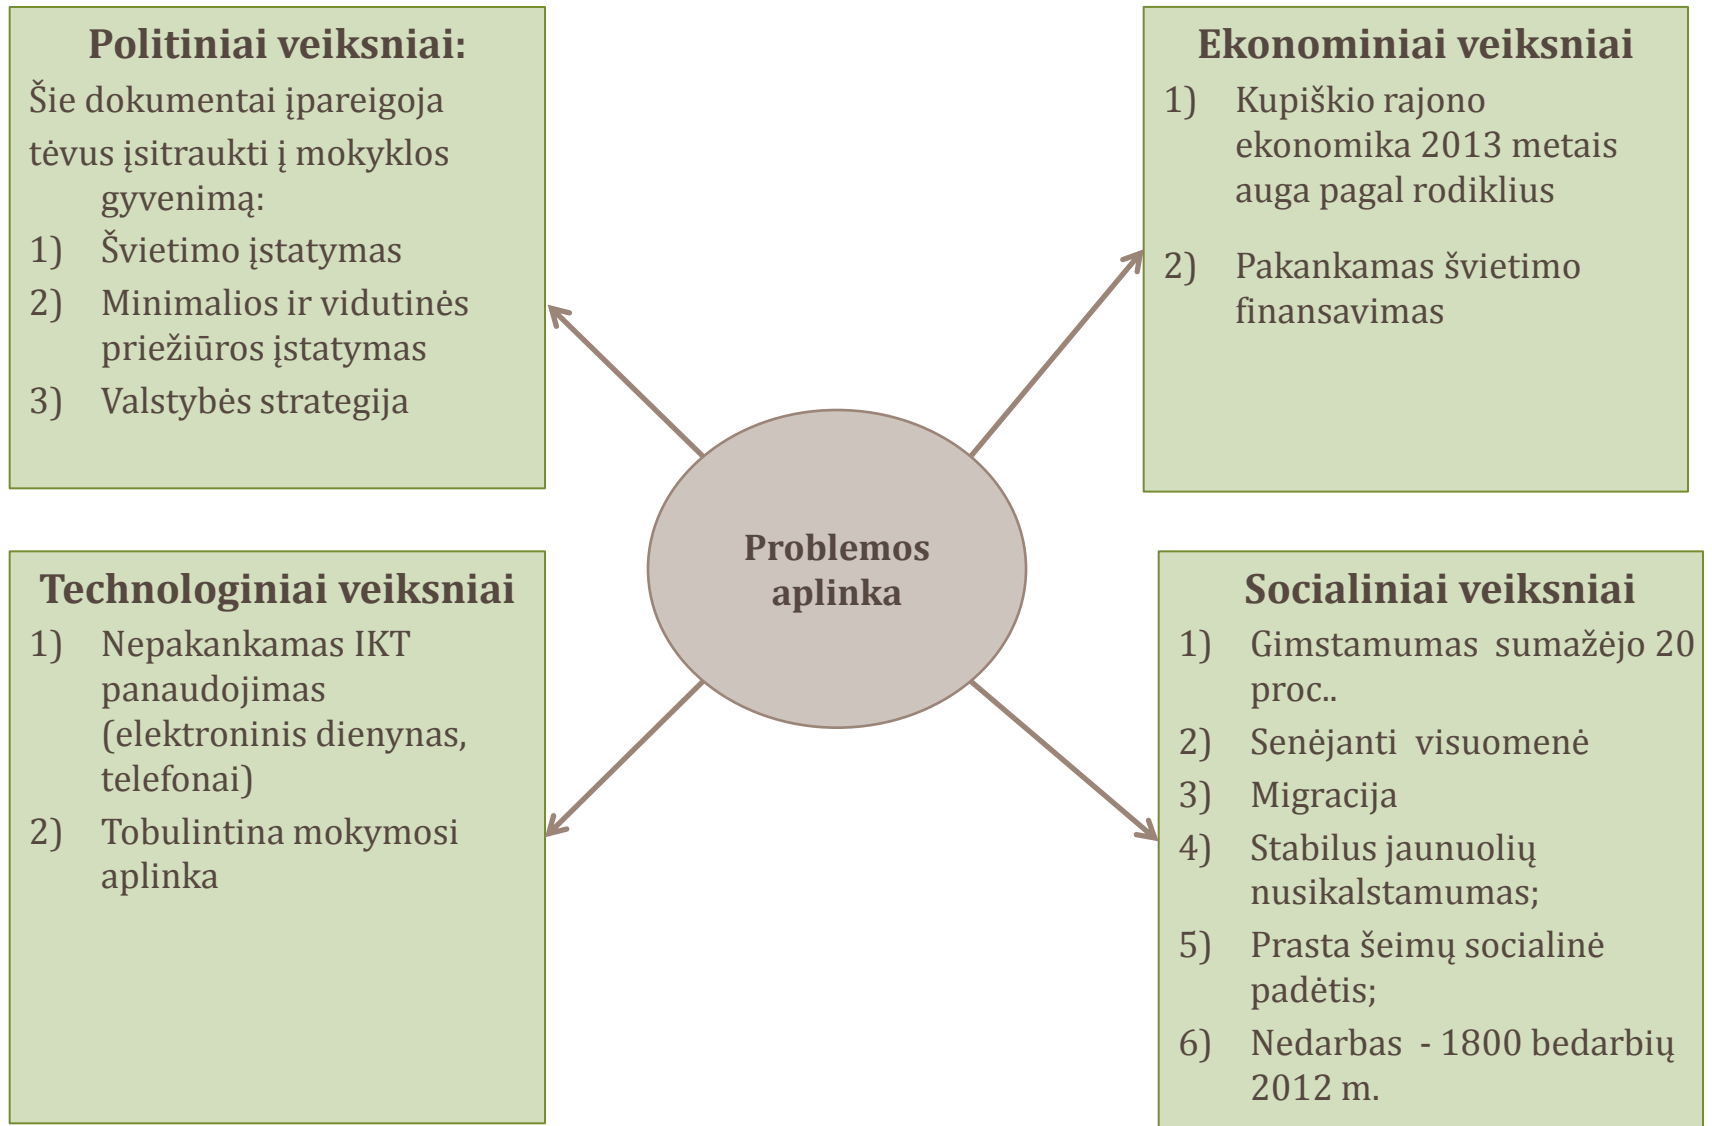 Politiniai veiksniai:
Šie dokumentai įpareigoja
tėvus įsitraukti į mokyklos
gyvenimą:
1) Švietimo įstatymas
2) Minimalios ir vidutinės
priežiūros įstatymas
3) Valstybės strategija
Ekonominiai veiksniai
1) Kupiškio rajono
ekonomika 2013 metais
auga pagal rodiklius
2) Pakankamas švietimo
finansavimas
Problemos
aplinka
Technologiniai veiksniai
1) Nepakankamas IKT
panaudojimas
(elektroninis dienynas,
telefonai)
2) Tobulintina mokymosi
aplinka
Socialiniai veiksniai
1) Gimstamumas sumažėjo 20
proc..
2) Senėjanti visuomenė
3) Migracija
4) Stabilus jaunuolių
nusikalstamumas;
5) Prasta šeimų socialinė
padėtis;
6) Nedarbas - 1800 bedarbių
2012 m.